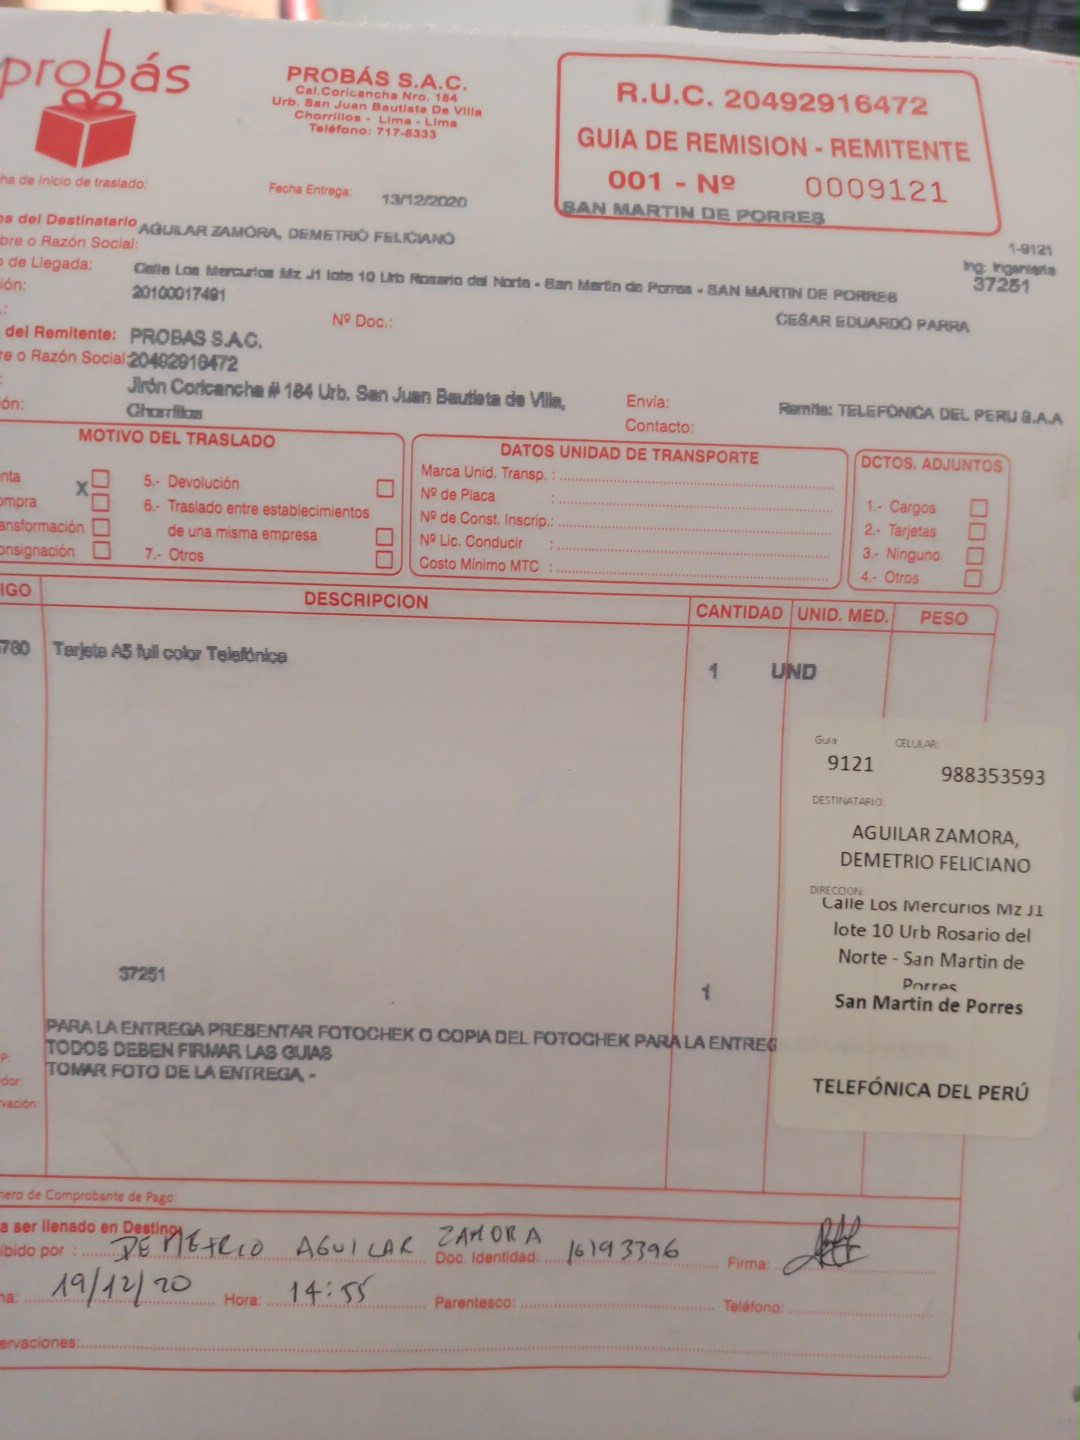 probás
PROBÁS S.A.C.
Cal.Coricancha Nro. 184
Urb. San Juan Bautista De Villa
Chorrillos - Lima - Lima
Teléfono: 717-8333
R.U.C. 20492916472
GUIA DE REMISION - REMITENTE
001 - Nº 0009121
SAN MARTIN DE PORRES
ha de Inicio de traslado:
Fecha Entrega: 13/12/2020
os del Destinatario
bre o Razón Social: AGUILAR ZAMORA, DEMETRIO FELICIANO
1-9121
Ing: Ingenieria
37251
o de Llegada: Calle Los Mercurios Mz J1 lote 10 Urb Rosario del Norte - San Martin de Porres - SAN MARTIN DE PORRES
ión: 20100017491
Nº Doc.:
CESAR EDUARDO PARRA
del Remitente: PROBAS S.A.C.
re o Razón Social: 20492916472
Jirón Coricancha # 184 Urb. San Juan Bautista de Villa,
ón: Chorrillos
Envía:
Contacto:
Remite: TELEFÓNICA DEL PERU S.A.A
MOTIVO DEL TRASLADO
nta X
ompra
ansformación
onsignación
5.- Devolución
6.- Traslado entre establecimientos
de una misma empresa
7.- Otros
DATOS UNIDAD DE TRANSPORTE
Marca Unid. Transp. :
Nº de Placa :
Nº de Const. Inscrip.:
Nº Lic. Conducir :
Costo Mínimo MTC :
DCTOS. ADJUNTOS
1.- Cargos
2.- Tarjetas
3.- Ninguno
4.- Otros
IGO DESCRIPCION CANTIDAD UNID. MED. PESO
780 Tarjeta A5 full color Telefónica 1 UND
Guia CELULAR:
9121 988353593
DESTINATARIO:
AGUILAR ZAMORA,
DEMETRIO FELICIANO
DIRECCION:
Calle Los Mercurios Mz J1
lote 10 Urb Rosario del
Norte - San Martin de
Porres
San Martin de Porres
TELEFÓNICA DEL PERÚ
37251 1
PARA LA ENTREGA PRESENTAR FOTOCHEK O COPIA DEL FOTOCHEK PARA LA ENTREG
TODOS DEBEN FIRMAR LAS GUIAS
TOMAR FOTO DE LA ENTREGA, -
P:
dor:
vación:
nero de Comprobante de Pago:
a ser llenado en Destino
ibido por : DEMETRIO AGUILAR ZAMORA Doc. Identidad: 16193396 Firma:
ha: 19/12/20 Hora: 14:55 Parentesco: Teléfono:
ervaciones: